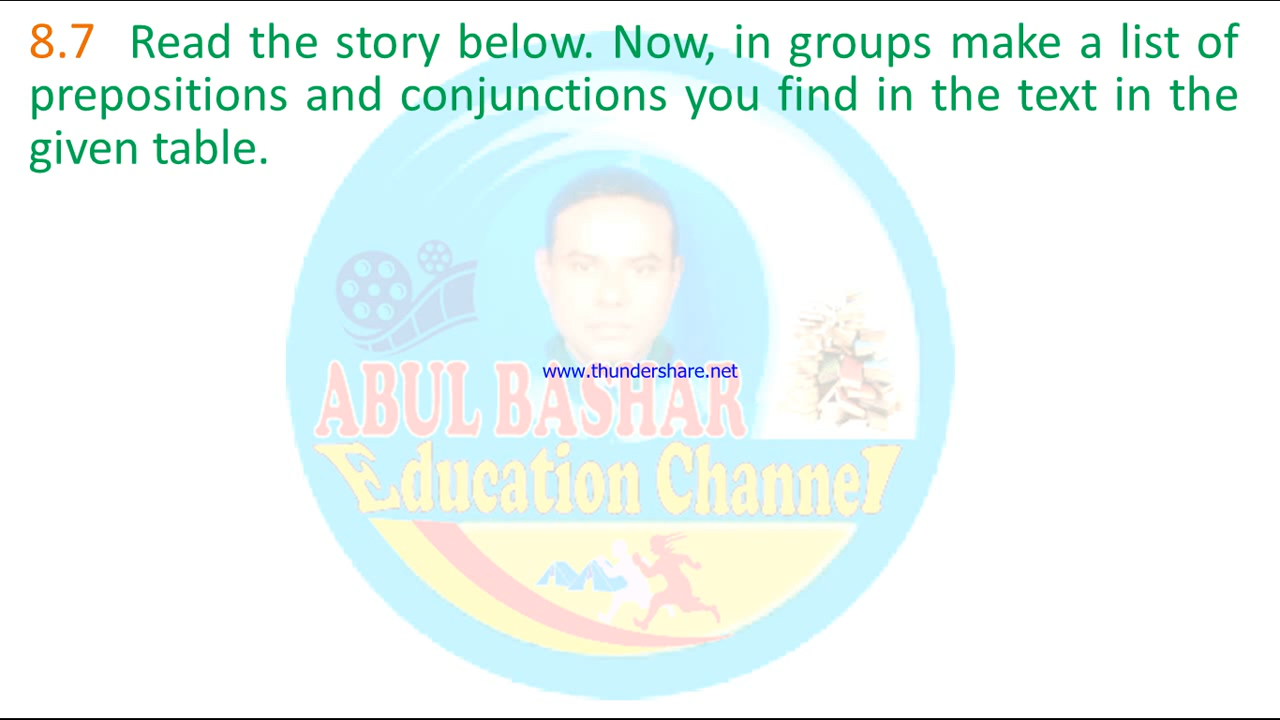 8.7 Read the story below. Now, in groups make a list of
prepositions and conjunctions you find in the text in the
given table.
www.thundershare.net
ABUL BASHAR
Education Channel